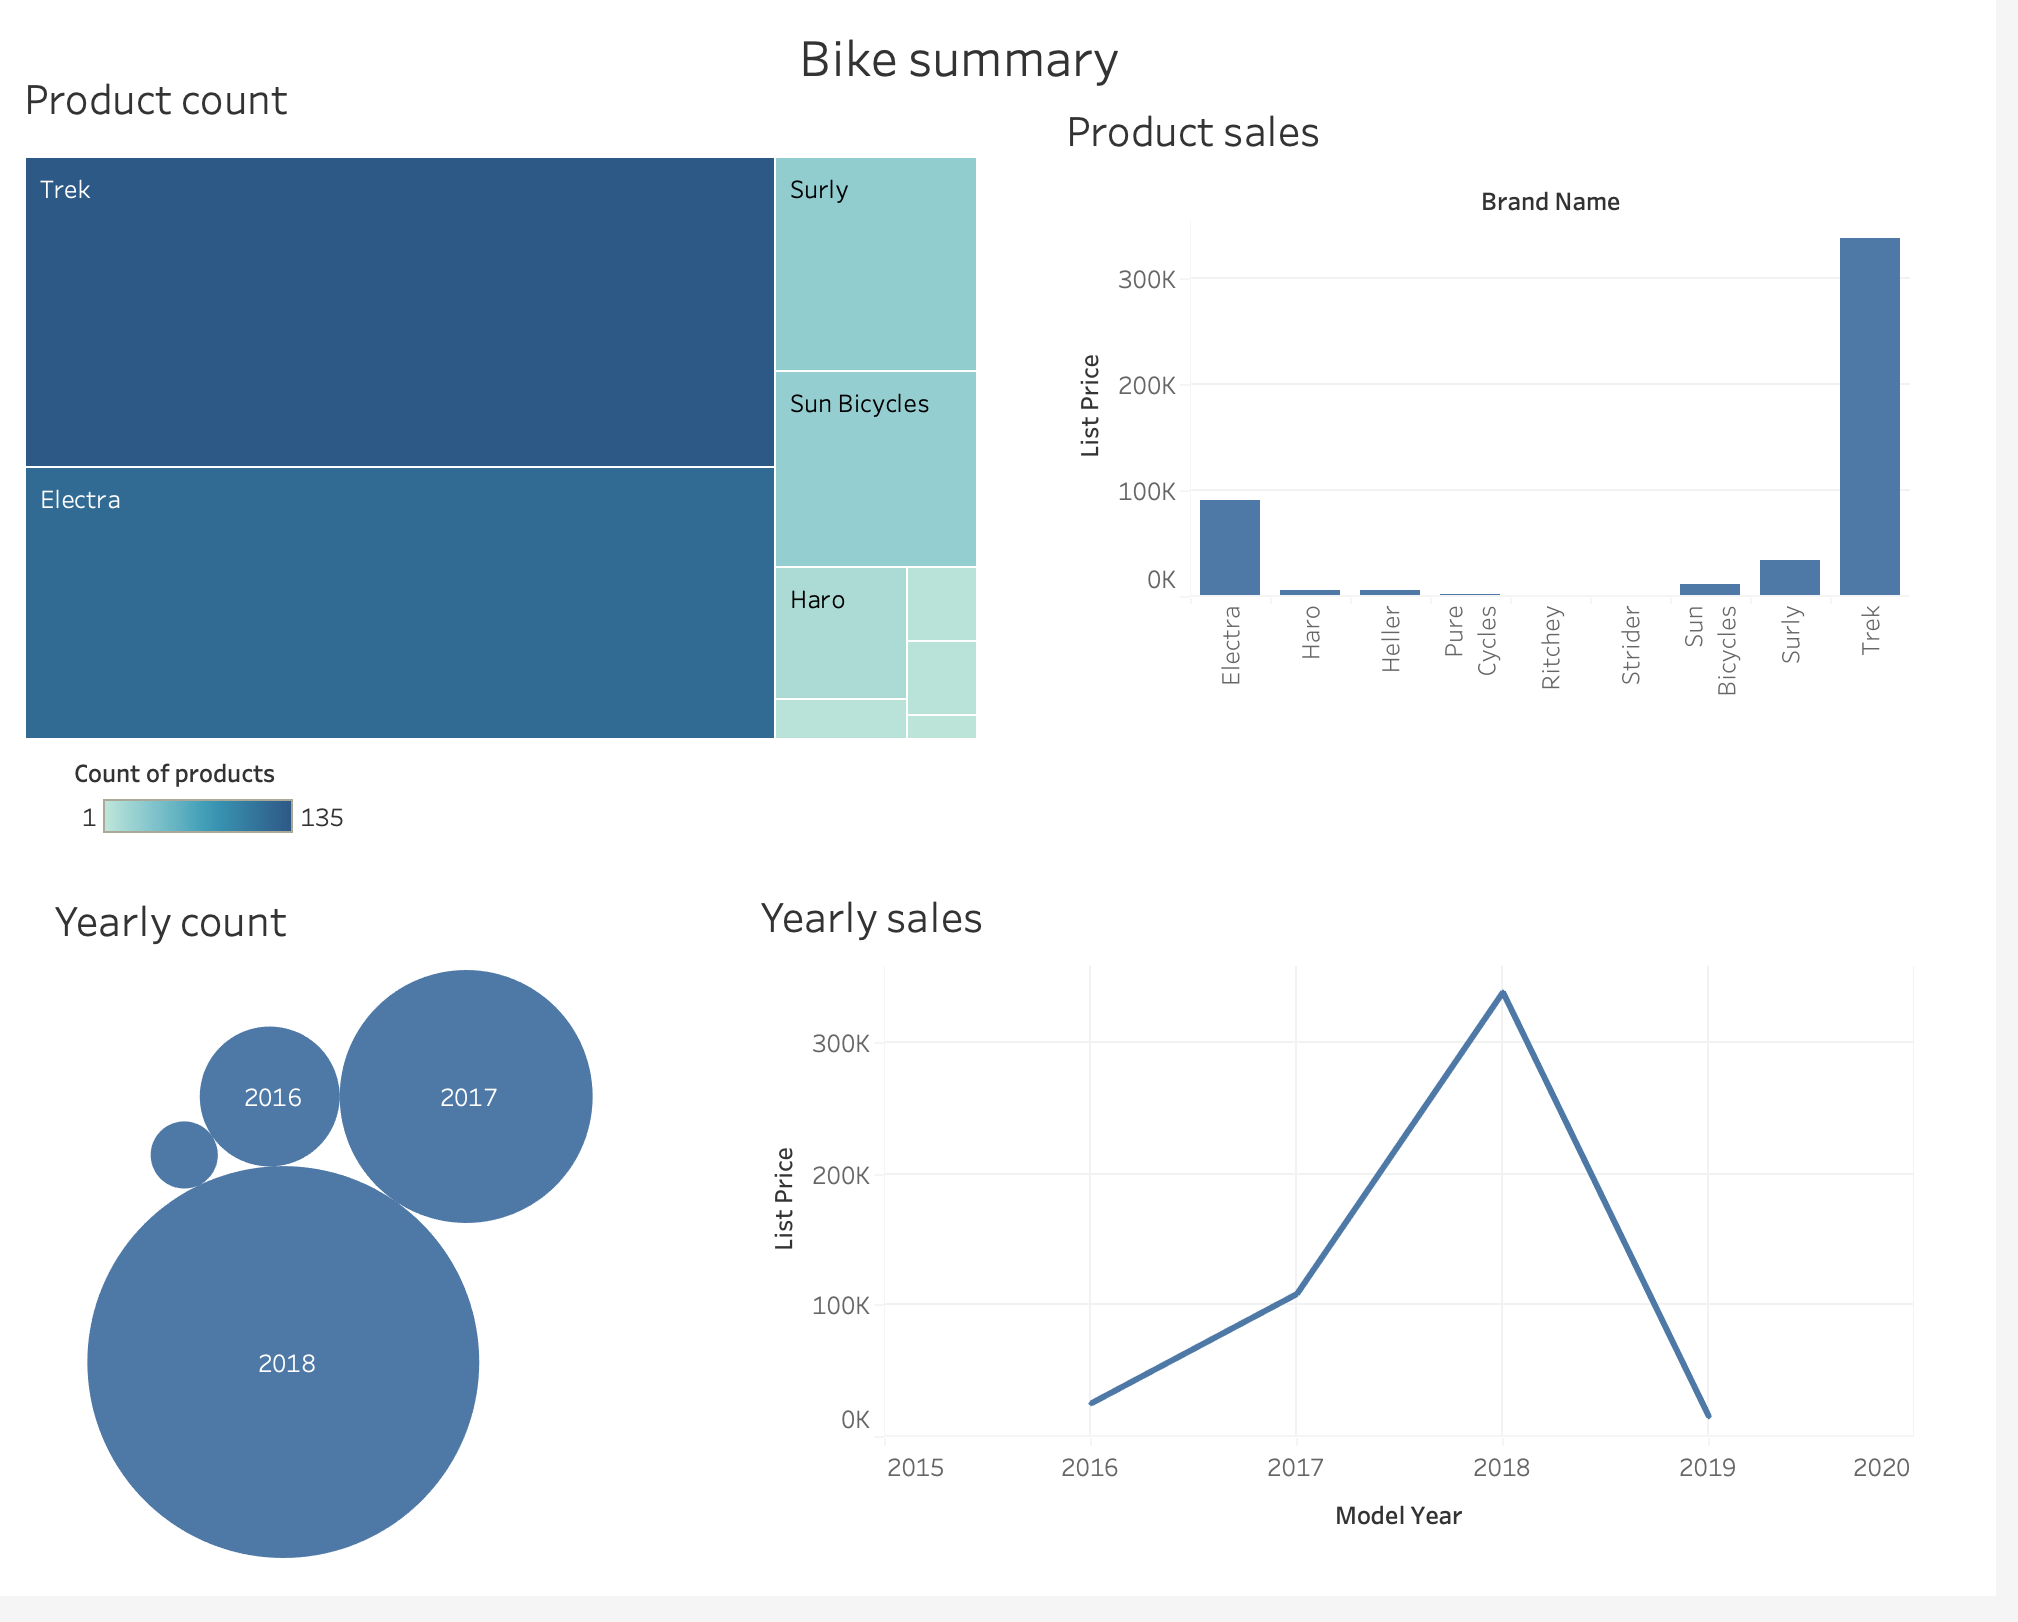 Bike summary
Product count
Trek
Surly
Sun Bicycles
Electra
Haro
Count of products
1
135
Product sales
Brand Name
List Price
300K
200K
100K
0K
Electra
Haro
Heller
Pure
Cycles
Ritchey
Strider
Sun
Bicycles
Surly
Trek
Yearly count
2016
2017
2018
Yearly sales
List Price
300K
200K
100K
0K
2015
2016
2017
2018
2019
2020
Model Year